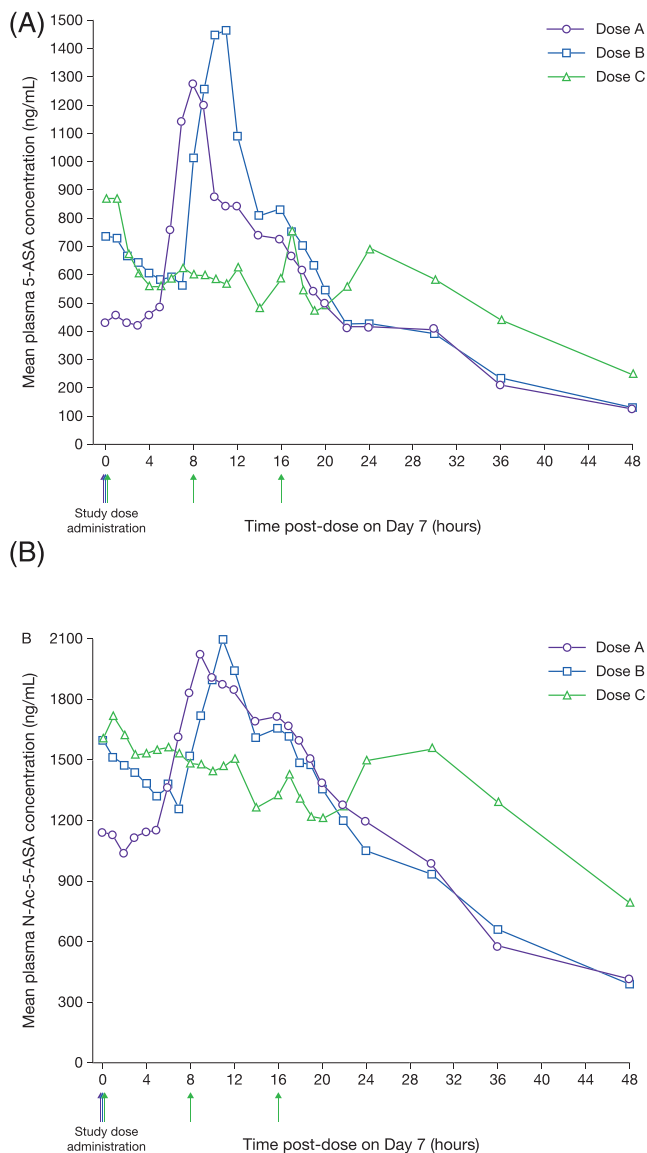 (A)
1500
1400
1300
1200
1100
1000
900
800
700
600
500
400
300
200
100
0
Mean plasma 5-ASA concentration (ng/mL)
Dose A
Dose B
Dose C
0 4 8 12 16 20 24 28 32 36 40 44 48
Study dose
administration
Time post-dose on Day 7 (hours)
(B)
B
2100
1800
1500
1200
900
600
300
0
Mean plasma N-Ac-5-ASA concentration (ng/mL)
Dose A
Dose B
Dose C
0 4 8 12 16 20 24 28 32 36 40 44 48
Study dose
administration
Time post-dose on Day 7 (hours)